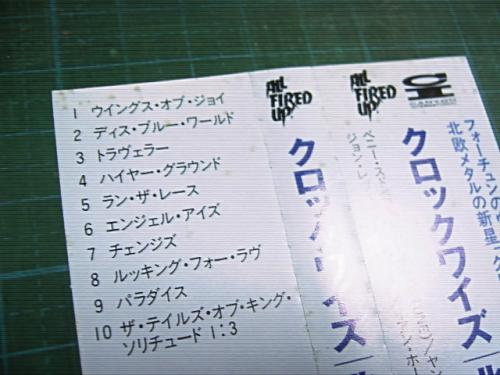 1 ウイングス・オブ・ジョイ
2 ディス・ブルー・ワールド
3 トラヴェラー
4 ハイヤー・グラウンド
5 ラン・ザ・レース
6 エンジェル・アイズ
7 チェンジズ
8 ルッキング・フォー・ラヴ
9 パラダイス
10 ザ・テイルズ・オブ・キング・
ソリチュード 1:3
ALL
FIRED
UP
クロックワイズ
ALL
FIRED
UP
ペニー・
ジョン・
CANYON
クロックワイズ
フォーチュンの
北欧メタルの新星